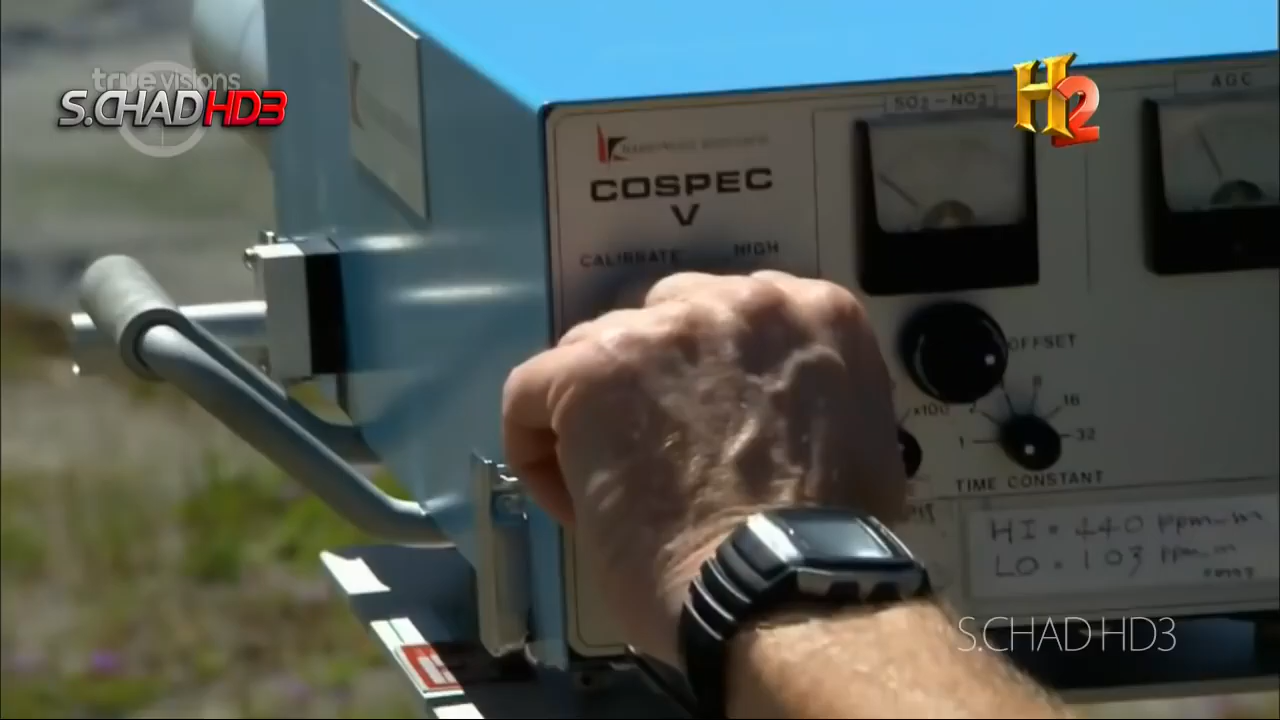 true visions
S.CHAD HD3
H2
SO2-NO2
AGC
COSPEC
V
CALIBRATE
HIGH
OFFSET
x100
2
8
16
1
32
TIME CONSTANT
HI = 440 ppm-m
LO = 103 ppm-m
S.CHAD HD3